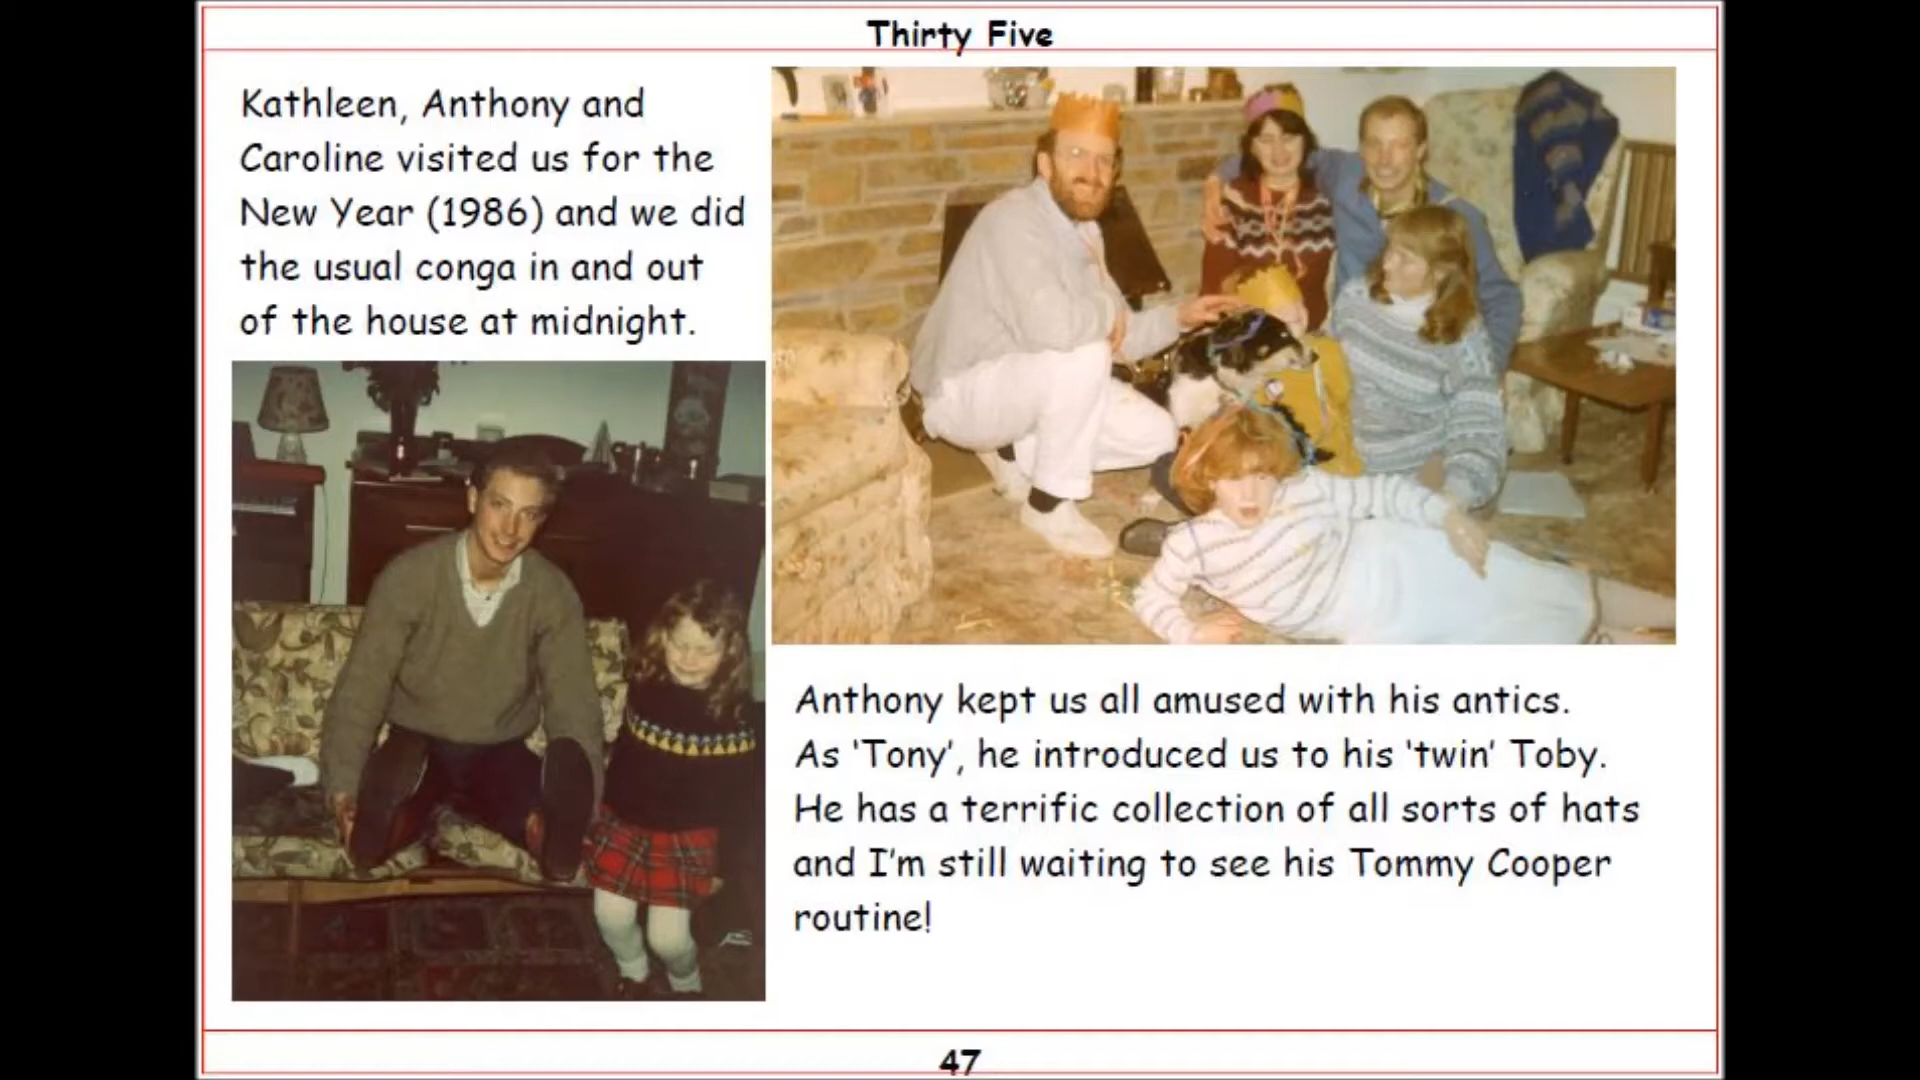 Thirty Five
Kathleen, Anthony and
Caroline visited us for the
New Year (1986) and we did
the usual conga in and out
of the house at midnight.
Anthony kept us all amused with his antics.
As 'Tony', he introduced us to his 'twin' Toby.
He has a terrific collection of all sorts of hats
and I'm still waiting to see his Tommy Cooper
routine!
47